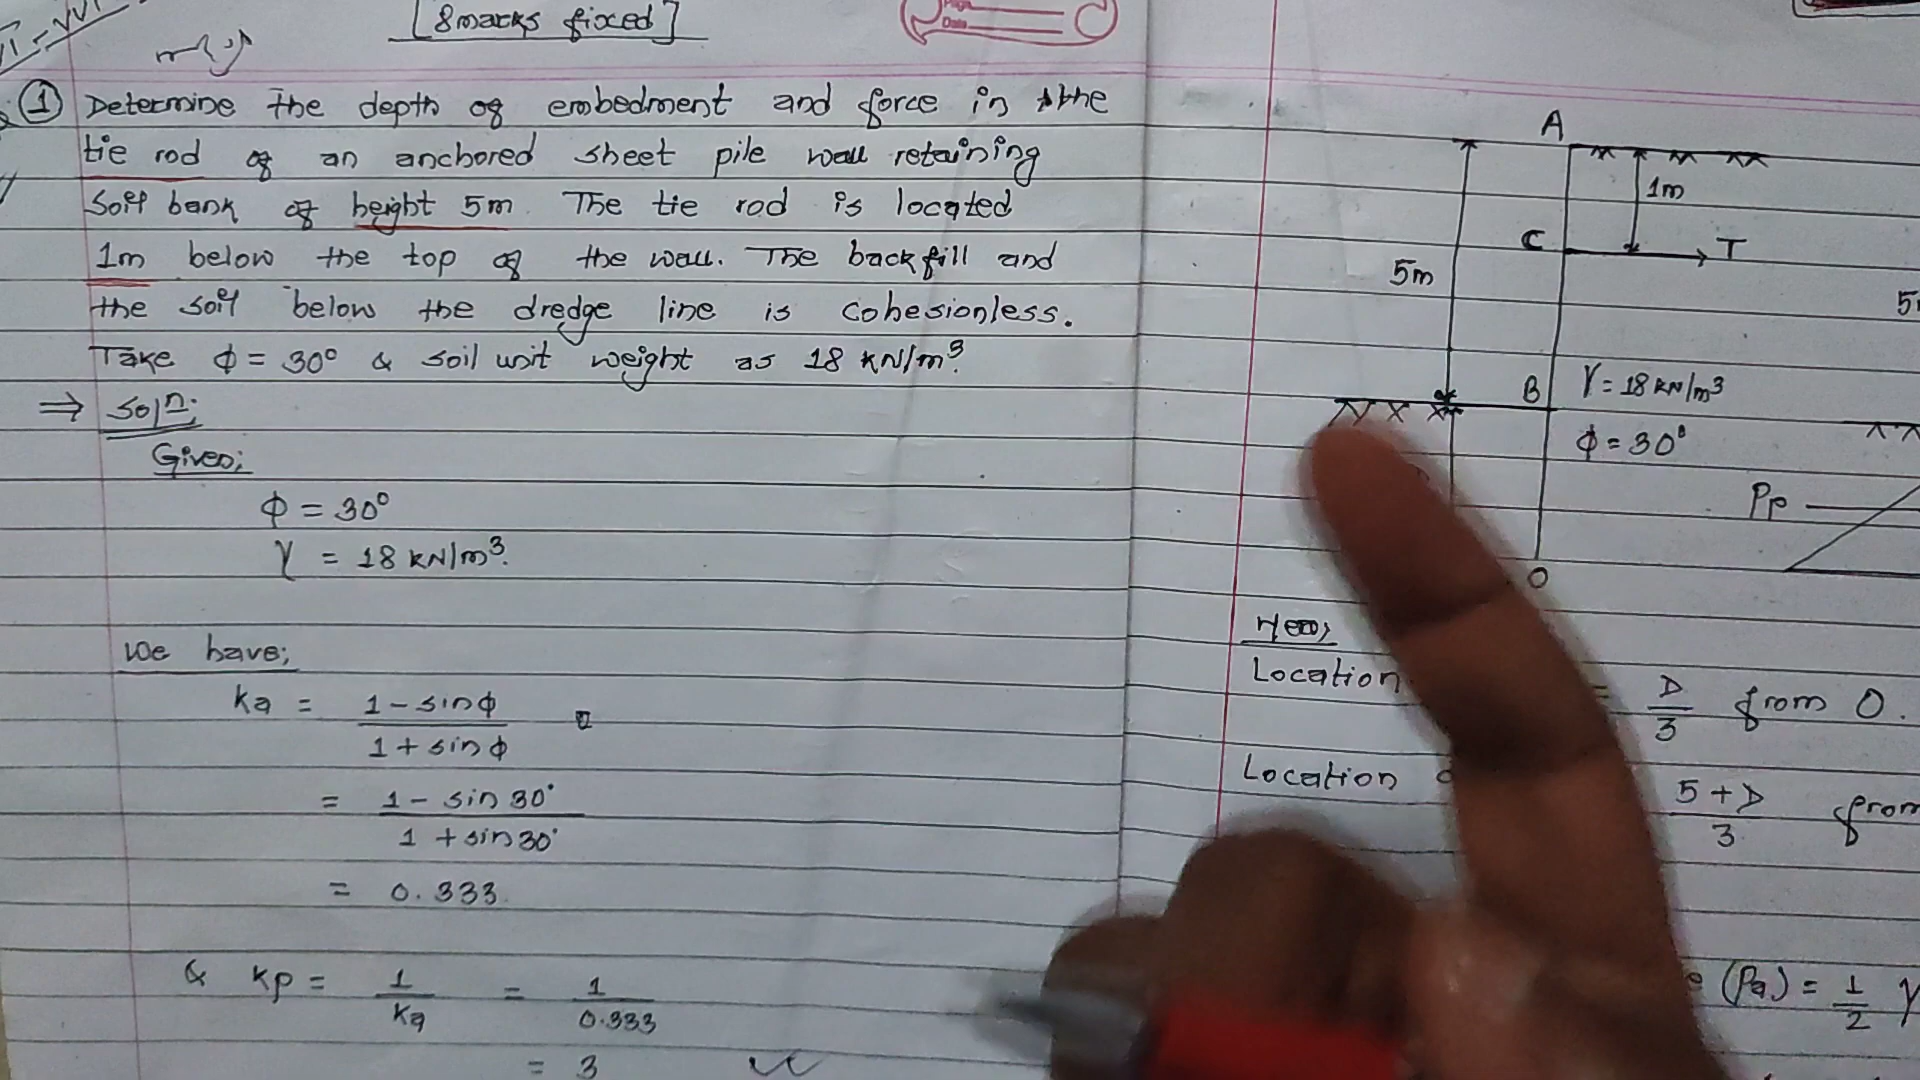 [8marks fixed]
Page
Date
① Determine the depth of embedment and force in the
tie rod of an anchored sheet pile wall retaining
soil bank of height 5m. The tie rod is located
1m below the top of the wall. The backfill and
the soil below the dredge line is cohesionless.
Take ϕ = 30° & soil unit weight as 18 kN/m³.
⇒ Solⁿ:
Given;
ϕ = 30°
γ = 18 kN/m³.
We have;
ka = 1 - sinϕ / 1 + sinϕ
= 1 - sin 30° / 1 + sin 30°
= 0.333
& kp = 1/ka = 1/0.333
= 3
A
1m
C
T
5m
5
B
γ = 18 kN/m³
ϕ = 30°
Pp
O
Location = D/3 from O.
Location 5+D/3 from
(Pa) = 1/2 γ